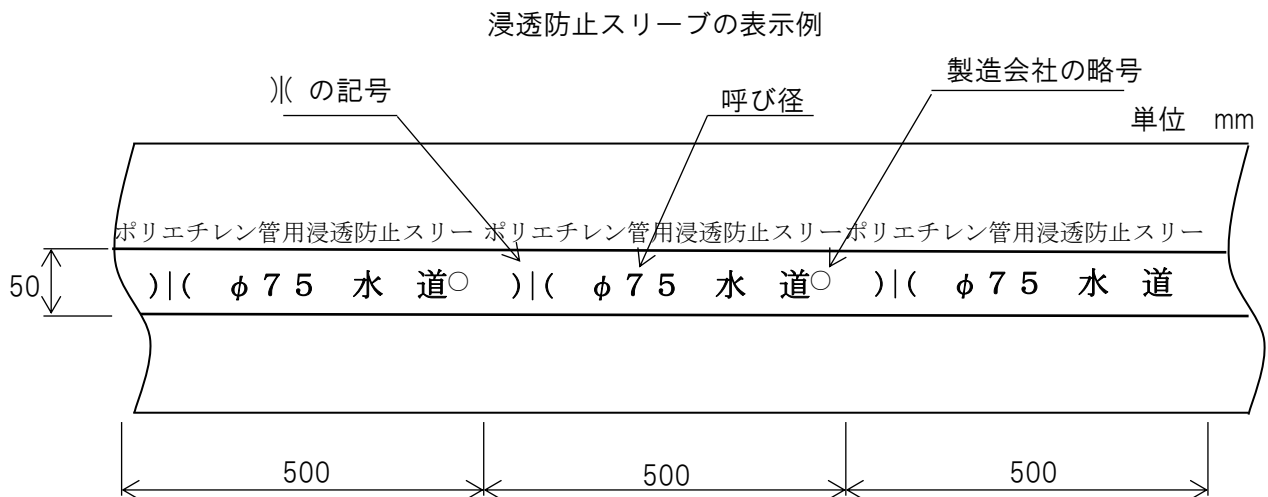 浸透防止スリーブの表示例
製造会社の略号
)|( の記号
呼び径
単位 mm
ポリエチレン管用浸透防止スリー ポリエチレン管用浸透防止スリーポリエチレン管用浸透防止スリー
50
)|( φ75 水 道○ )|( φ75 水 道○ )|( φ75 水 道
500 500 500